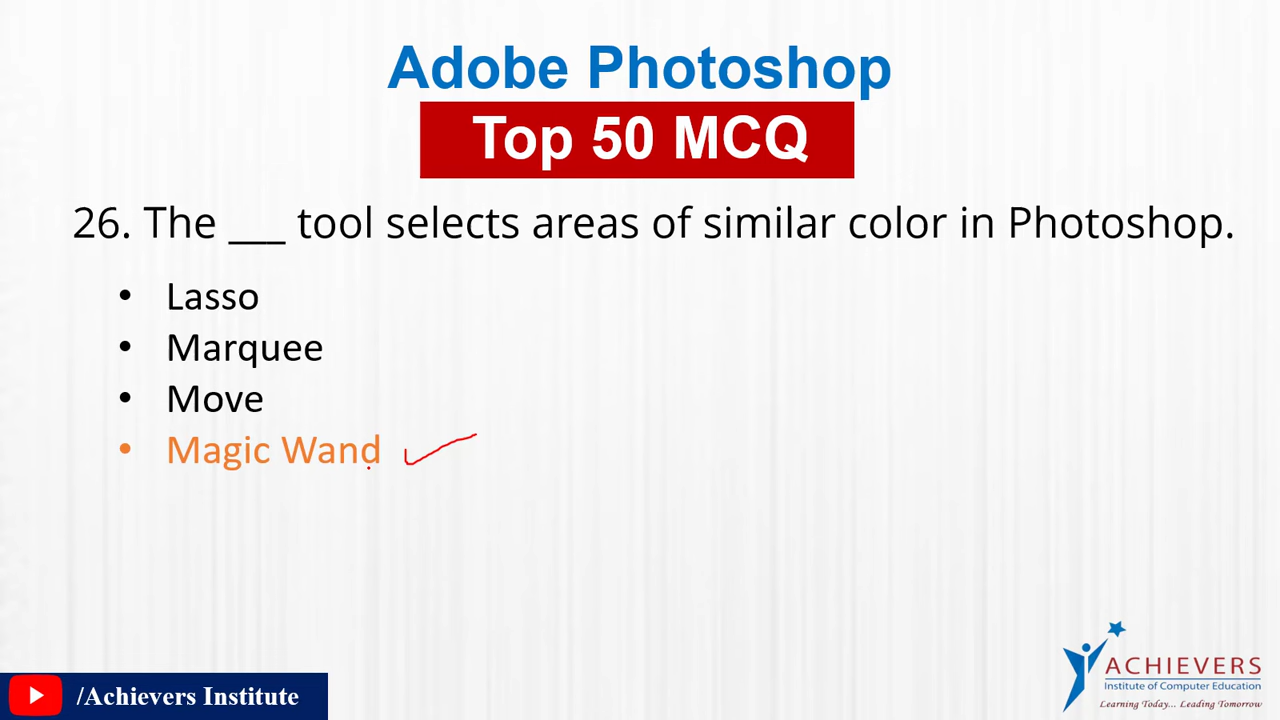 Adobe Photoshop
Top 50 MCQ
26. The ___ tool selects areas of similar color in Photoshop.
• Lasso
• Marquee
• Move
• Magic Wand
/Achievers Institute
ACHIEVERS
Institute of Computer Education
Learning Today... Leading Tomorrow